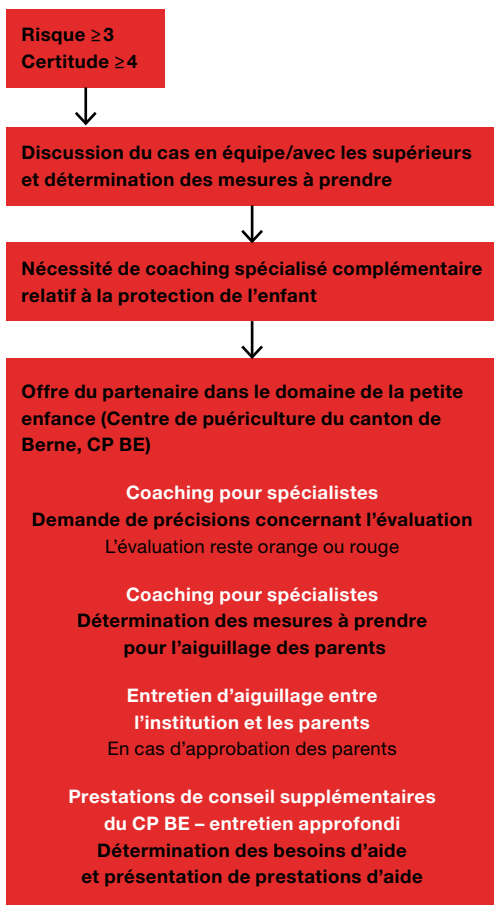 Risque ≥ 3
Certitude ≥ 4
Discussion du cas en équipe/avec les supérieurs
et détermination des mesures à prendre
Nécessité de coaching spécialisé complémentaire
relatif à la protection de l’enfant
Offre du partenaire dans le domaine de la petite
enfance (Centre de puériculture du canton de
Berne, CP BE)
Coaching pour spécialistes
Demande de précisions concernant l’évaluation
L’évaluation reste orange ou rouge
Coaching pour spécialistes
Détermination des mesures à prendre
pour l’aiguillage des parents
Entretien d’aiguillage entre
l’institution et les parents
En cas d’approbation des parents
Prestations de conseil supplémentaires
du CP BE – entretien approfondi
Détermination des besoins d’aide
et présentation de prestations d’aide